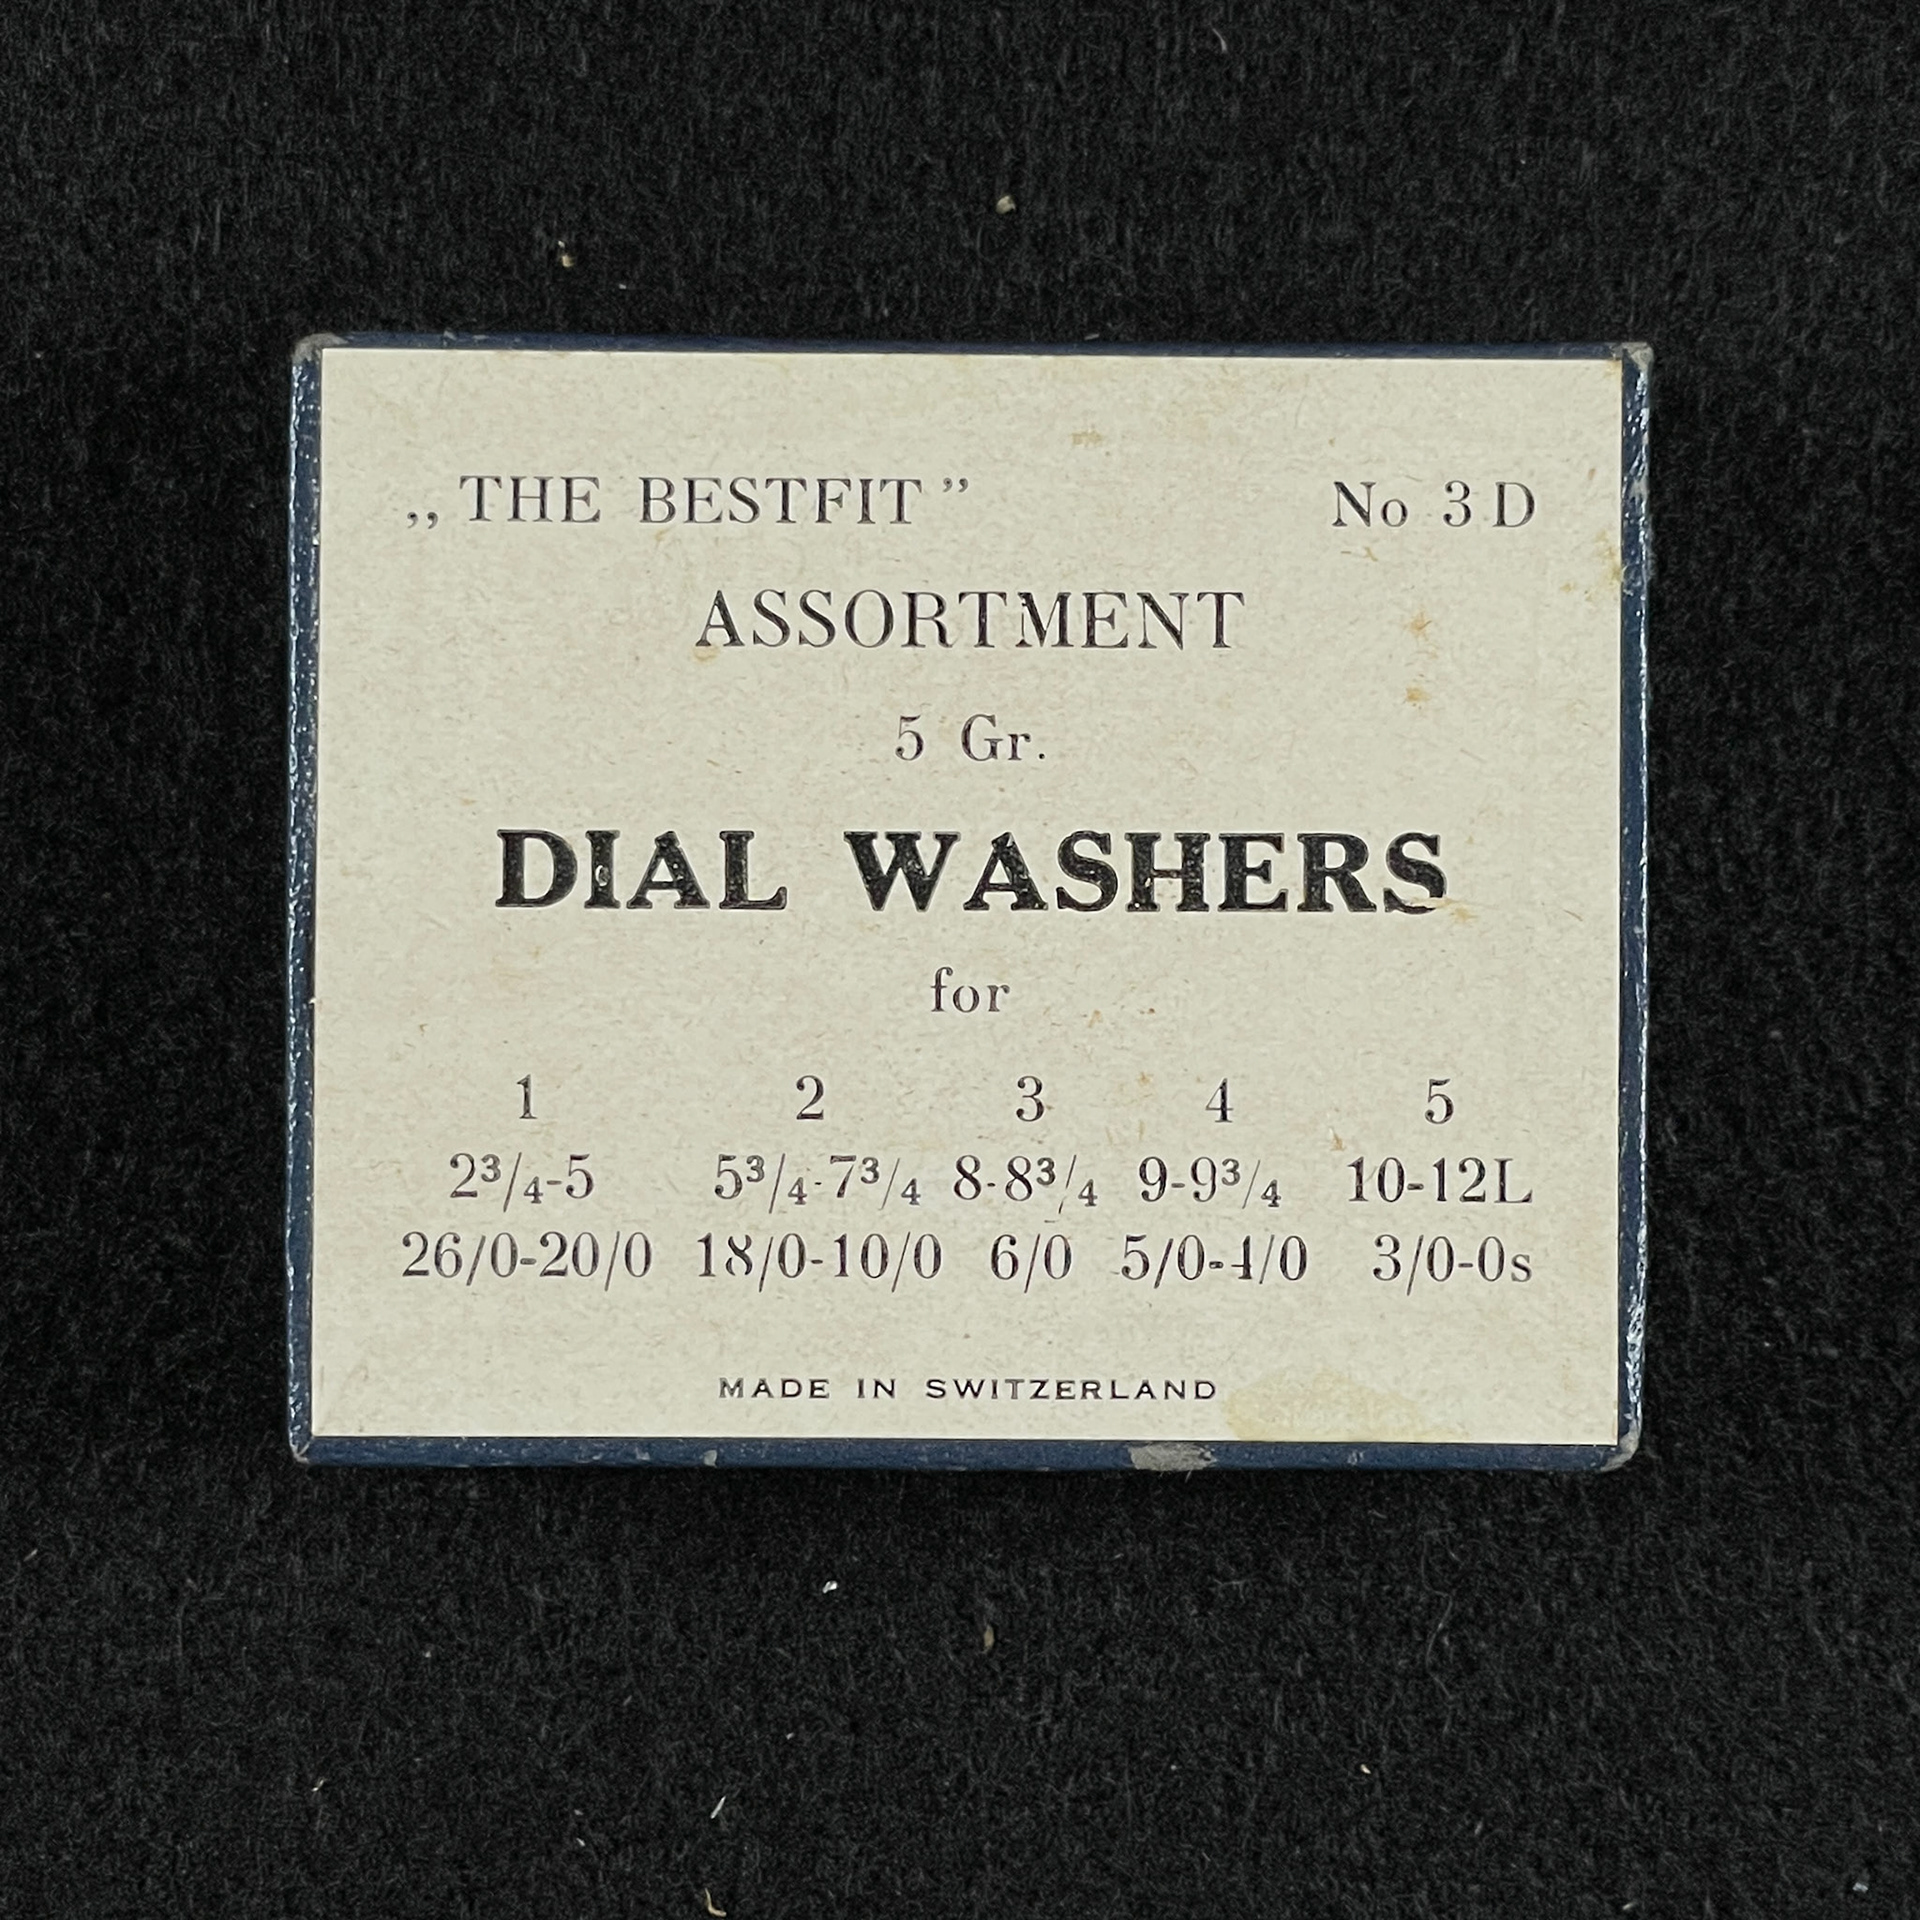 „THE BESTFIT” No 3 D
ASSORTMENT
5 Gr.
DIAL WASHERS
for
1 2 3 4 5
2³/₄-5 5³/₄-7³/₄ 8-8³/₄ 9-9³/₄ 10-12L
26/0-20/0 18/0-10/0 6/0 5/0-4/0 3/0-0s
MADE IN SWITZERLAND